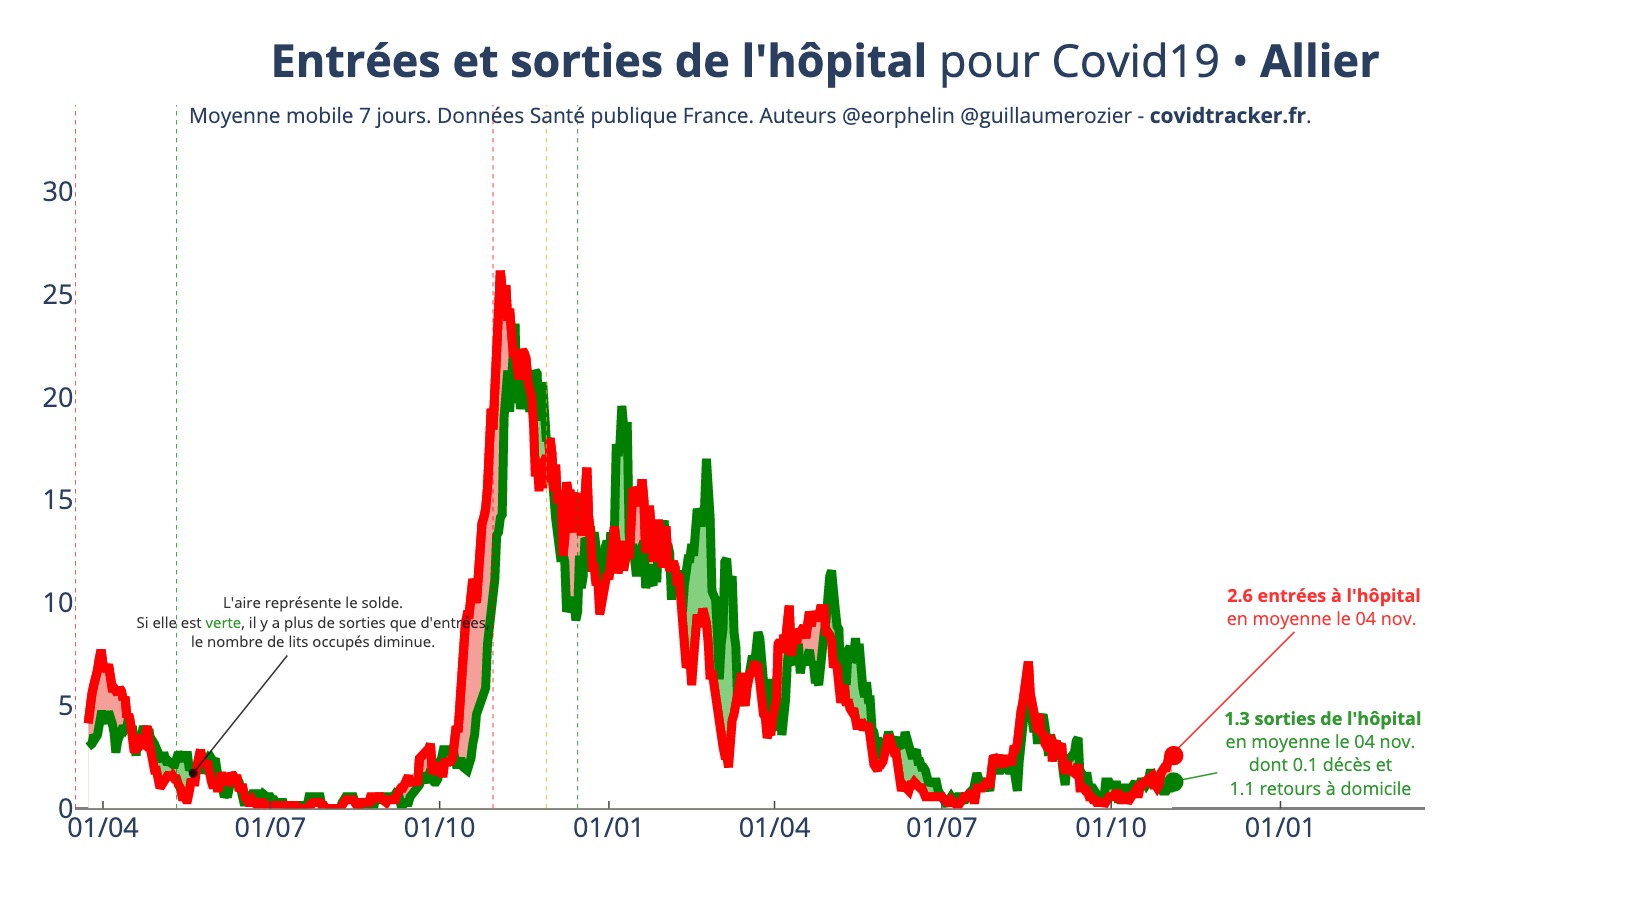 Entrées et sorties de l'hôpital pour Covid19 • Allier
Moyenne mobile 7 jours. Données Santé publique France. Auteurs @eorphelin @guillaumerozier - covidtracker.fr.
30
25
20
15
10
5
0
L'aire représente le solde.
Si elle est verte, il y a plus de sorties que d'entrées,
le nombre de lits occupés diminue.
2.6 entrées à l'hôpital
en moyenne le 04 nov.
1.3 sorties de l'hôpital
en moyenne le 04 nov.
dont 0.1 décès et
1.1 retours à domicile
01/04 01/07 01/10 01/01 01/04 01/07 01/10 01/01